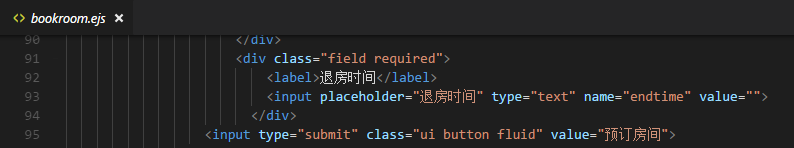 <> bookroom.ejs ×
90 </div>
91 <div class="field required">
92 <label>退房时间</label>
93 <input placeholder="退房时间" type="text" name="endtime" value="">
94 </div>
95 <input type="submit" class="ui button fluid" value="预订房间">